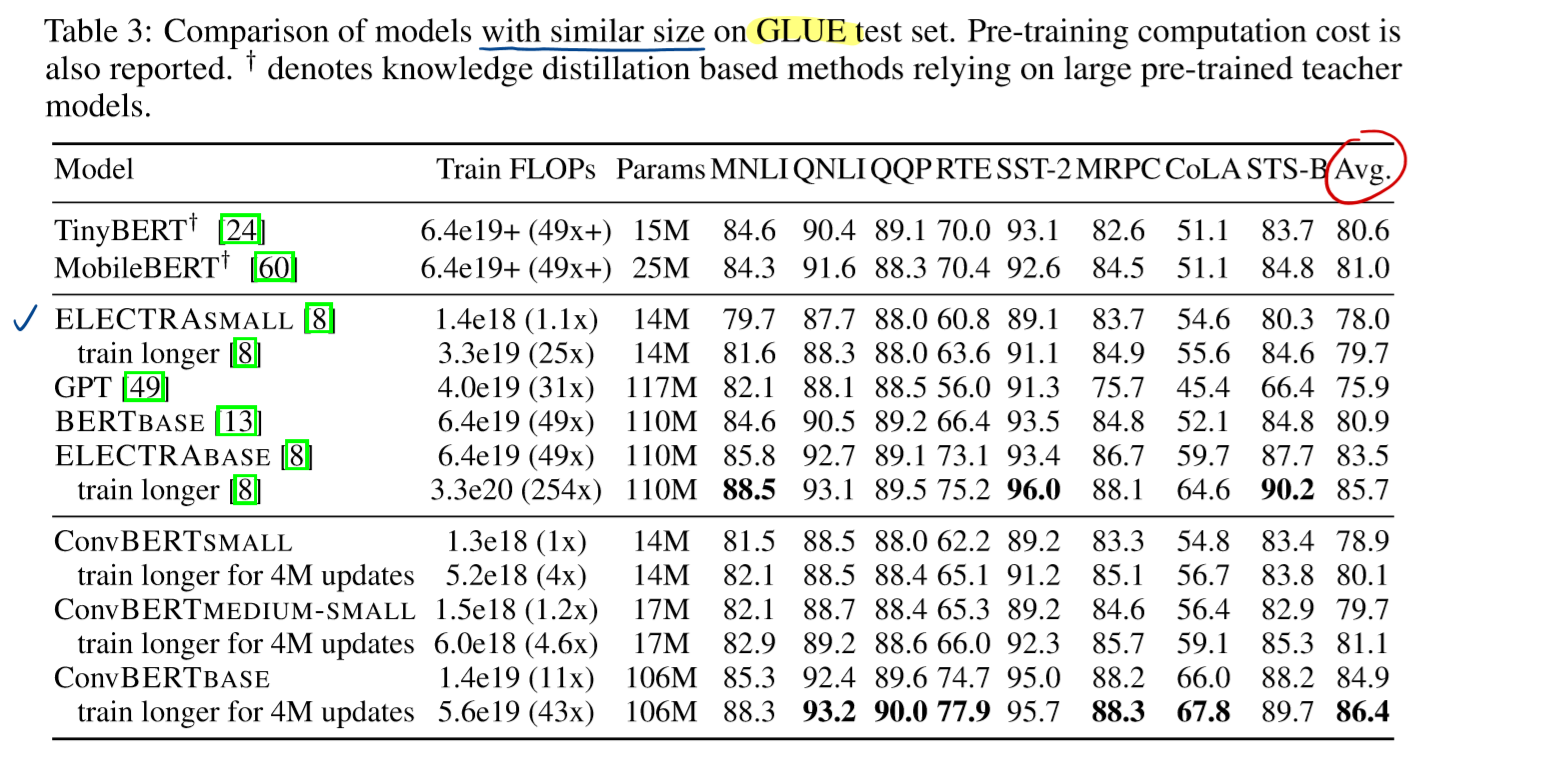 Table 3: Comparison of models with similar size on GLUE test set. Pre-training computation cost is
also reported. † denotes knowledge distillation based methods relying on large pre-trained teacher
models.
Model Train FLOPs Params MNLI QNLI QQP RTE SST-2 MRPC CoLA STS-B Avg.
TinyBERT† [24] 6.4e19+ (49x+) 15M 84.6 90.4 89.1 70.0 93.1 82.6 51.1 83.7 80.6
MobileBERT† [60] 6.4e19+ (49x+) 25M 84.3 91.6 88.3 70.4 92.6 84.5 51.1 84.8 81.0
ELECTRASMALL [8] 1.4e18 (1.1x) 14M 79.7 87.7 88.0 60.8 89.1 83.7 54.6 80.3 78.0
train longer [8] 3.3e19 (25x) 14M 81.6 88.3 88.0 63.6 91.1 84.9 55.6 84.6 79.7
GPT [49] 4.0e19 (31x) 117M 82.1 88.1 88.5 56.0 91.3 75.7 45.4 66.4 75.9
BERTBASE [13] 6.4e19 (49x) 110M 84.6 90.5 89.2 66.4 93.5 84.8 52.1 84.8 80.9
ELECTRABASE [8] 6.4e19 (49x) 110M 85.8 92.7 89.1 73.1 93.4 86.7 59.7 87.7 83.5
train longer [8] 3.3e20 (254x) 110M 88.5 93.1 89.5 75.2 96.0 88.1 64.6 90.2 85.7
ConvBERTSMALL 1.3e18 (1x) 14M 81.5 88.5 88.0 62.2 89.2 83.3 54.8 83.4 78.9
train longer for 4M updates 5.2e18 (4x) 14M 82.1 88.5 88.4 65.1 91.2 85.1 56.7 83.8 80.1
ConvBERTMEDIUM-SMALL 1.5e18 (1.2x) 17M 82.1 88.7 88.4 65.3 89.2 84.6 56.4 82.9 79.7
train longer for 4M updates 6.0e18 (4.6x) 17M 82.9 89.2 88.6 66.0 92.3 85.7 59.1 85.3 81.1
ConvBERTBASE 1.4e19 (11x) 106M 85.3 92.4 89.6 74.7 95.0 88.2 66.0 88.2 84.9
train longer for 4M updates 5.6e19 (43x) 106M 88.3 93.2 90.0 77.9 95.7 88.3 67.8 89.7 86.4